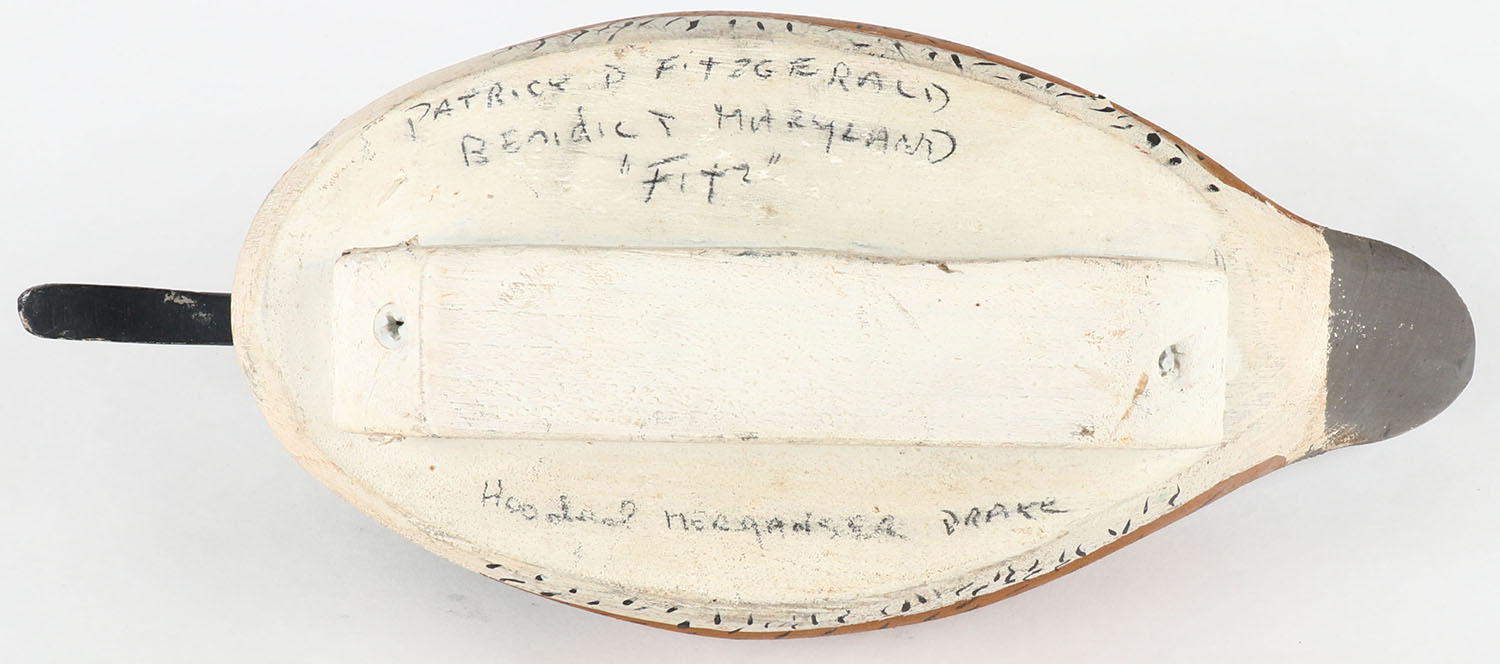 PATRICK D FITZGERALD
BENEDICT MARYLAND
"FITZ"
Hooded MERGANSER DRAKE